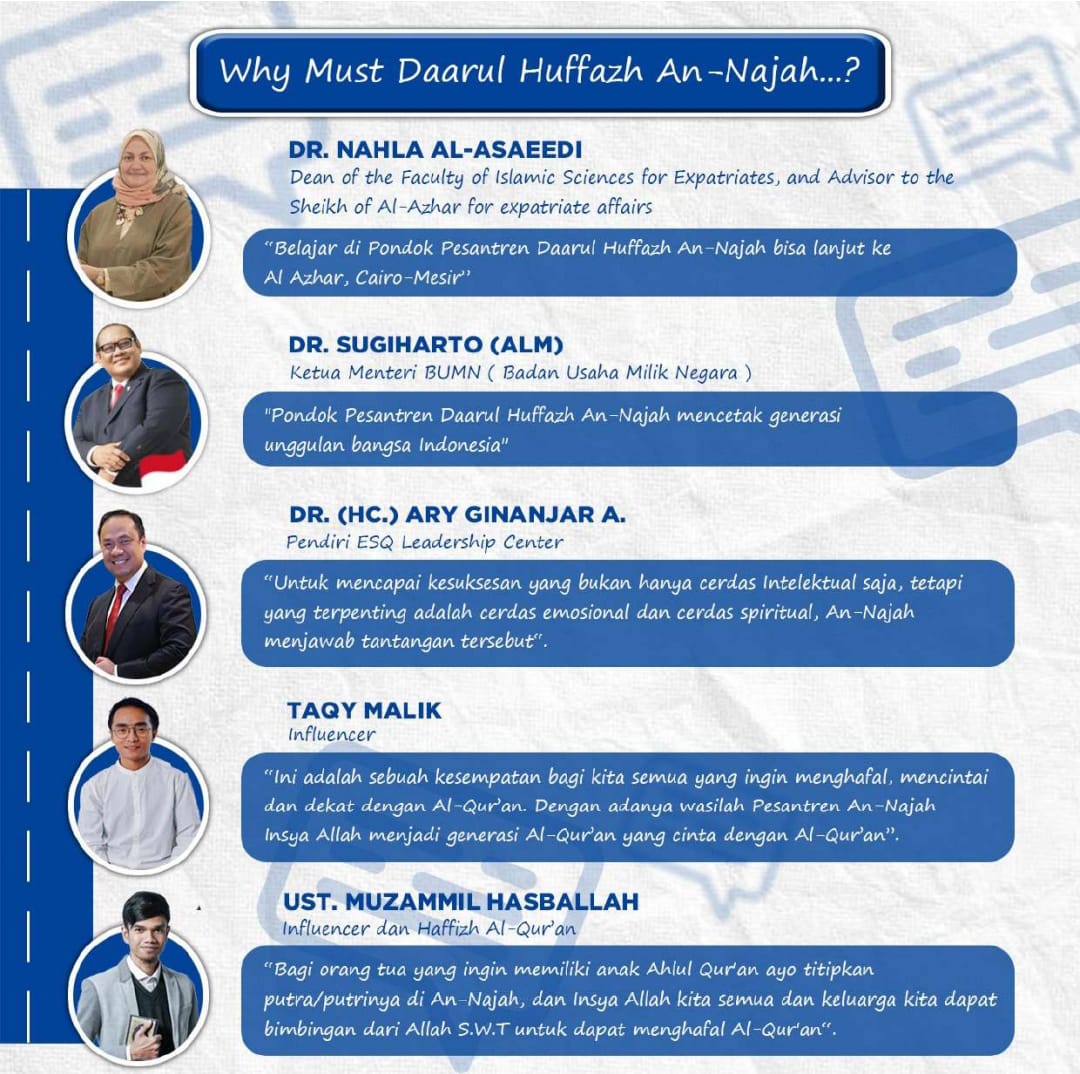 Why Must Daarul Huffazh An-Najah...?
DR. NAHLA AL-ASAEEDI
Dean of the Faculty of Islamic Sciences for Expatriates, and Advisor to the
Sheikh of Al-Azhar for expatriate affairs
“Belajar di Pondok Pesantren Daarul Huffazh An-Najah bisa lanjut ke
Al Azhar, Cairo-Mesir”
DR. SUGIHARTO (ALM)
Ketua Menteri BUMN ( Badan Usaha Milik Negara )
"Pondok Pesantren Daarul Huffazh An-Najah mencetak generasi
unggulan bangsa Indonesia"
DR. (HC.) ARY GINANJAR A.
Pendiri ESQ Leadership Center
“Untuk mencapai kesuksesan yang bukan hanya cerdas Intelektual saja, tetapi
yang terpenting adalah cerdas emosional dan cerdas spiritual, An-Najah
menjawab tantangan tersebut“.
TAQY MALIK
Influencer
“Ini adalah sebuah kesempatan bagi kita semua yang ingin menghafal, mencintai
dan dekat dengan Al-Qur’an. Dengan adanya wasilah Pesantren An-Najah
Insya Allah menjadi generasi Al-Qur’an yang cinta dengan Al-Qur’an”.
UST. MUZAMMIL HASBALLAH
Influencer dan Haffizh Al-Qur’an
“Bagi orang tua yang ingin memiliki anak Ahlul Qur'an ayo titipkan
putra/putrinya di An-Najah, dan Insya Allah kita semua dan keluarga kita dapat
bimbingan dari Allah S.W.T untuk dapat menghafal Al-Qur'an“.